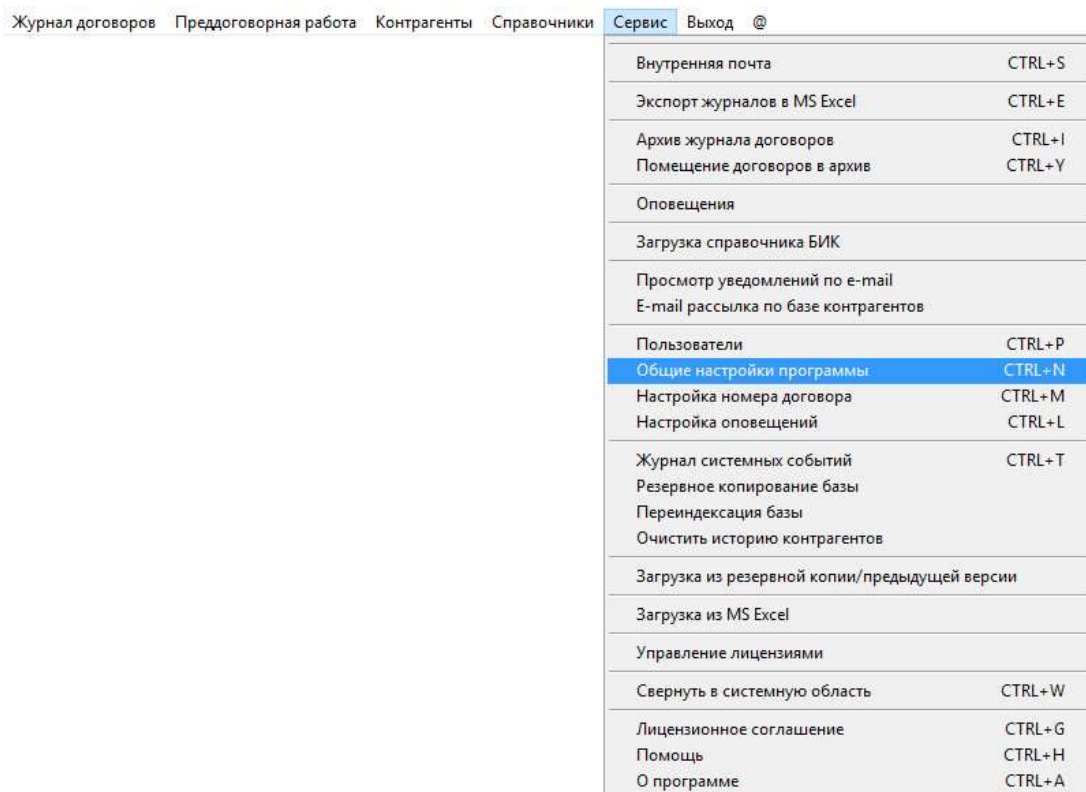 Журнал договоров Преддоговорная работа Контрагенты Справочники Сервис Выход @
Внутренняя почта CTRL+S
Экспорт журналов в MS Excel CTRL+E
Архив журнала договоров CTRL+I
Помещение договоров в архив CTRL+Y
Оповещения
Загрузка справочника БИК
Просмотр уведомлений по e-mail
E-mail рассылка по базе контрагентов
Пользователи CTRL+P
Общие настройки программы CTRL+N
Настройка номера договора CTRL+M
Настройка оповещений CTRL+L
Журнал системных событий CTRL+T
Резервное копирование базы
Переиндексация базы
Очистить историю контрагентов
Загрузка из резервной копии/предыдущей версии
Загрузка из MS Excel
Управление лицензиями
Свернуть в системную область CTRL+W
Лицензионное соглашение CTRL+G
Помощь CTRL+H
О программе CTRL+A